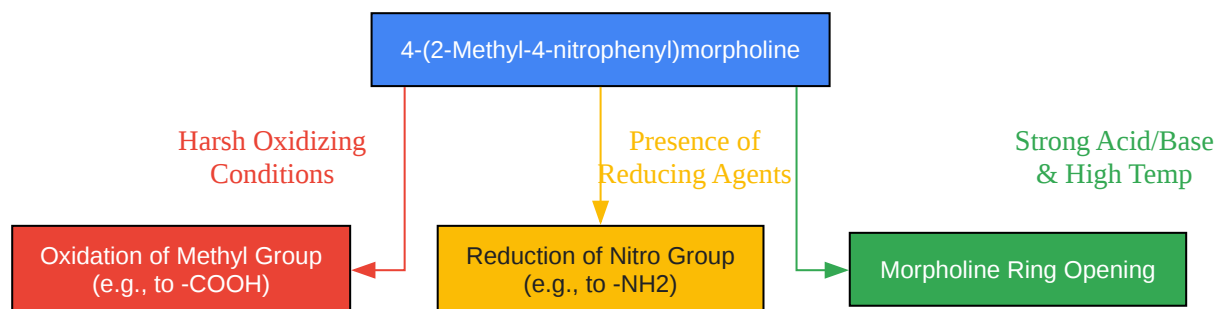 4-(2-Methyl-4-nitrophenyl)morpholine
Harsh Oxidizing
Conditions
Presence of
Reducing Agents
Strong Acid/Base
& High Temp
Oxidation of Methyl Group
(e.g., to -COOH)
Reduction of Nitro Group
(e.g., to -NH2)
Morpholine Ring Opening